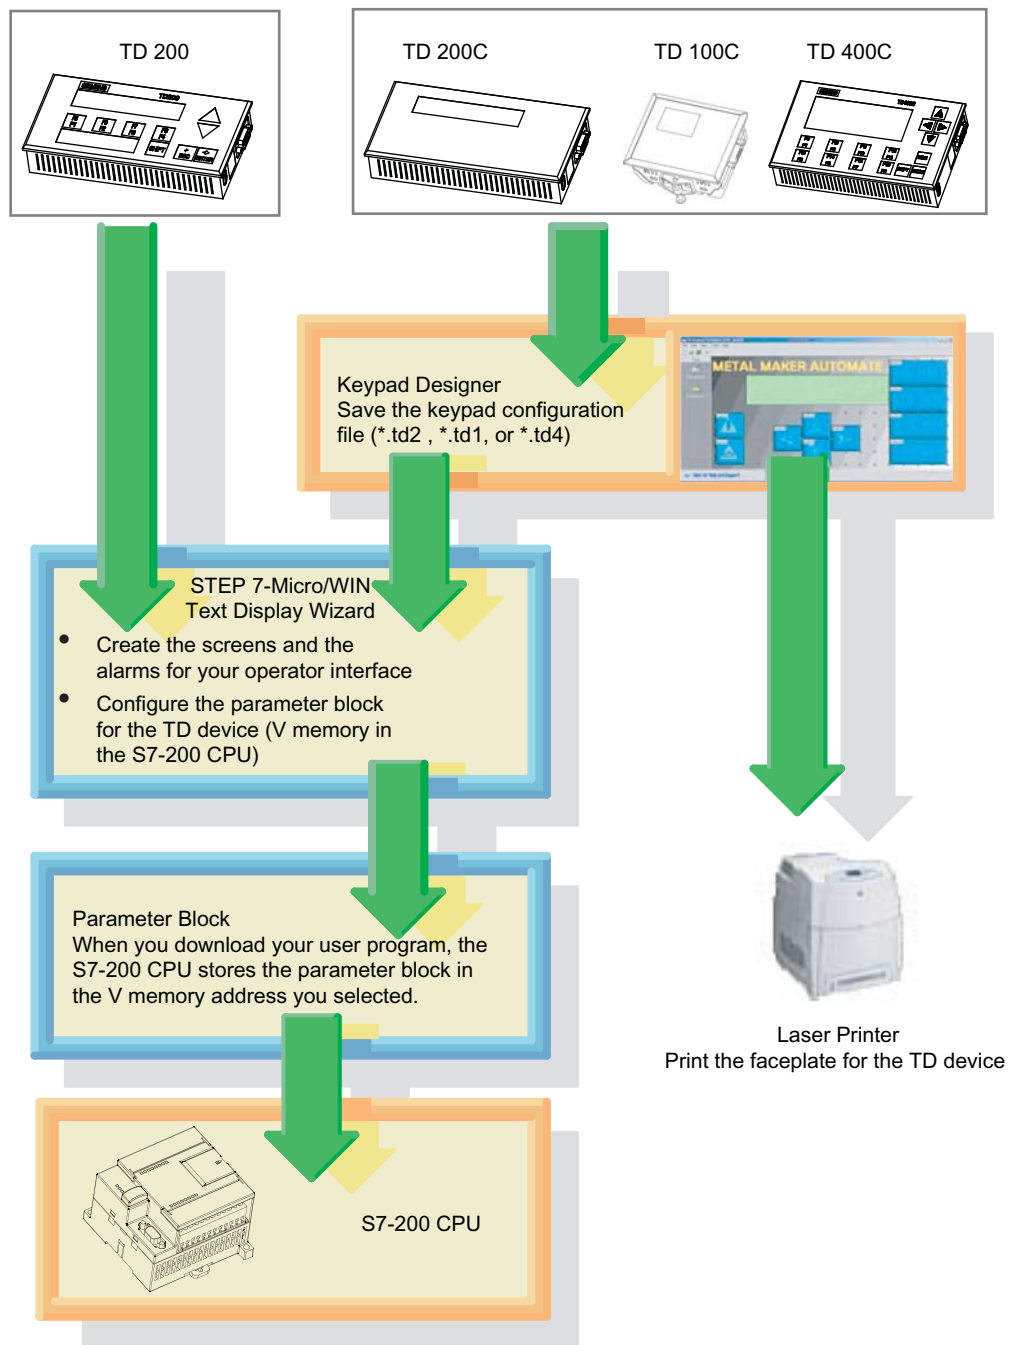 TD 200
TD 200C
TD 100C
TD 400C
TD200
SHIFT
ESC
ENTER
METAL MAKER AUTOMATE
Keypad Designer
Save the keypad configuration
file (*.td2 , *.td1, or *.td4)
STEP 7-Micro/WIN
Text Display Wizard
• Create the screens and the
alarms for your operator interface
• Configure the parameter block
for the TD device (V memory in
the S7-200 CPU)
Parameter Block
When you download your user program, the
S7-200 CPU stores the parameter block in
the V memory address you selected.
Laser Printer
Print the faceplate for the TD device
S7-200 CPU